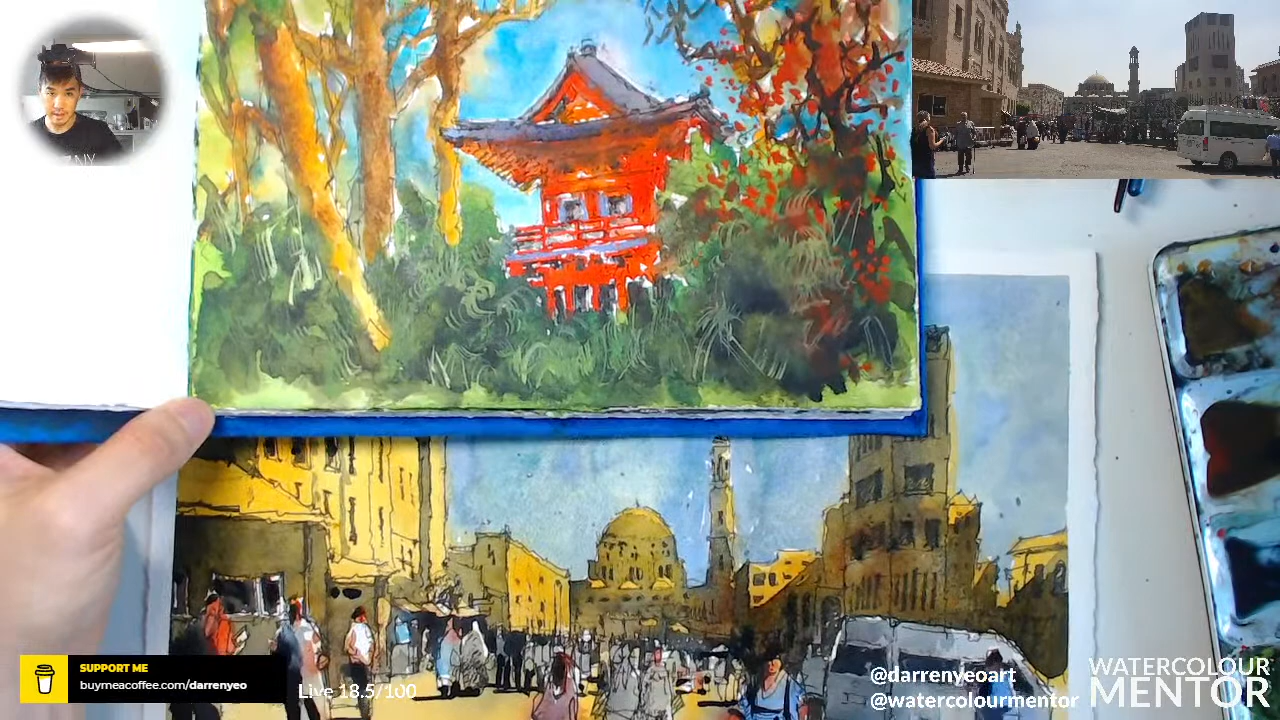 SUPPORT ME
buymeacoffee.com/darrenyeo
Live 18.5/100
@darrenyeoart
@watercolourmentor
WATERCOLOUR
MENTOR